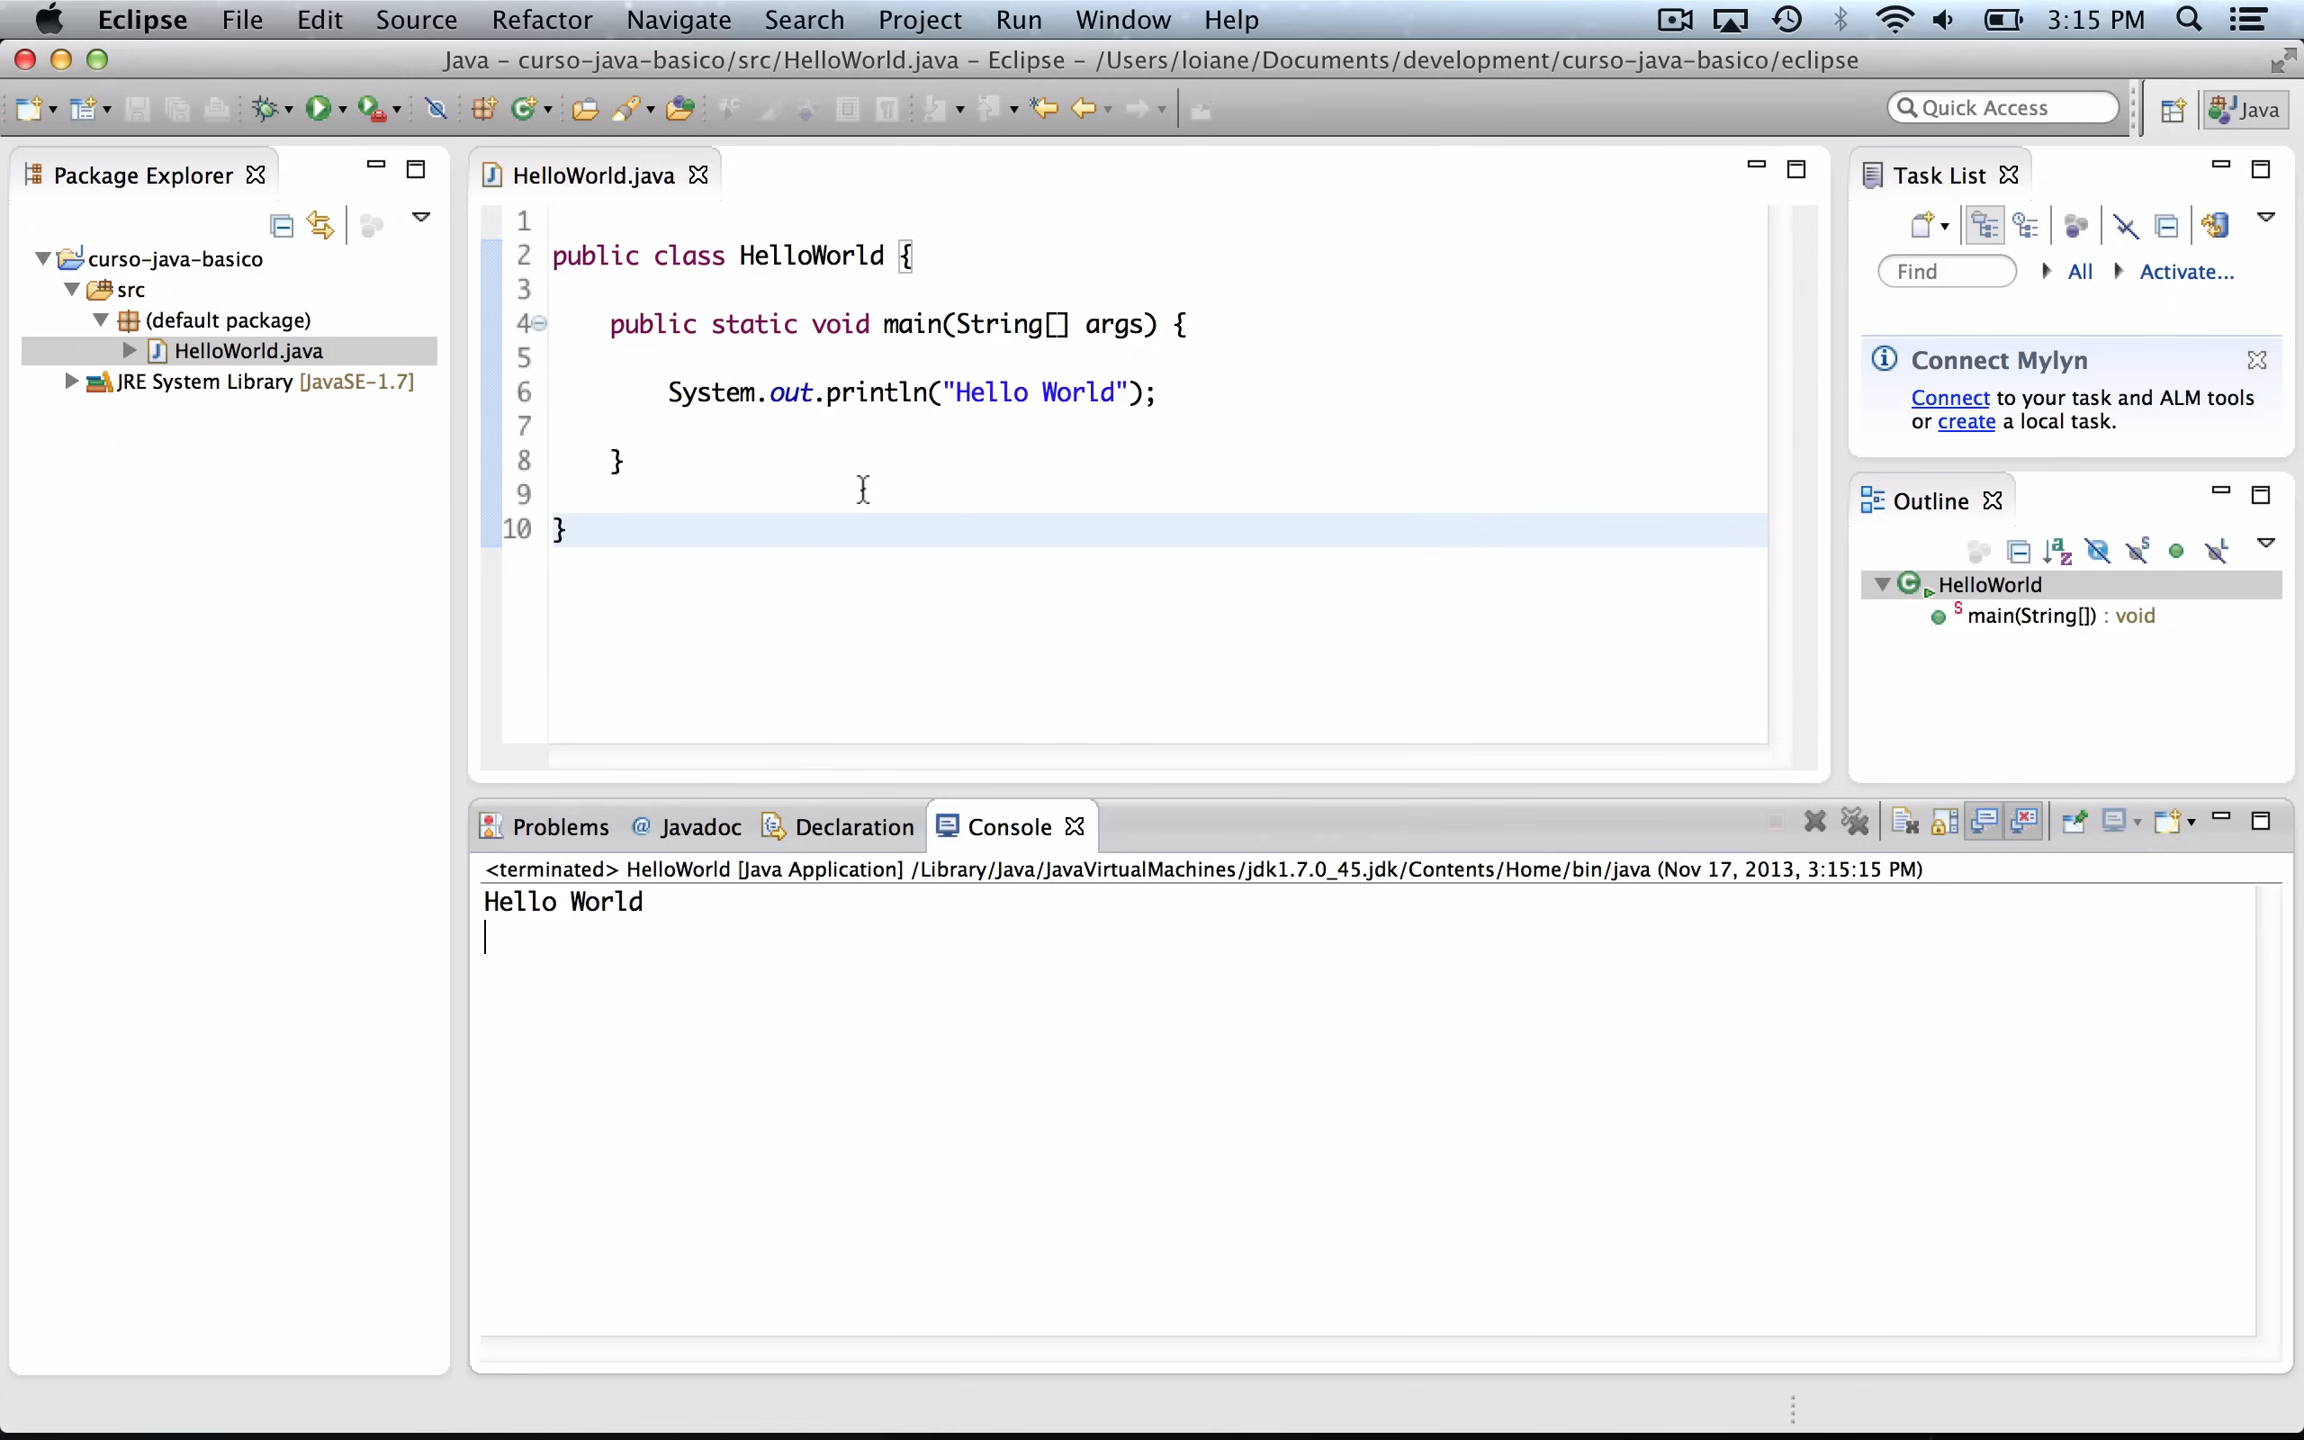 Eclipse File Edit Source Refactor Navigate Search Project Run Window Help 3:15 PM
Java – curso-java-basico/src/HelloWorld.java – Eclipse – /Users/loiane/Documents/development/curso-java-basico/eclipse
Quick Access
Java
Package Explorer
curso-java-basico
src
(default package)
HelloWorld.java
JRE System Library [JavaSE-1.7]
HelloWorld.java
1
2 public class HelloWorld {
3
4 public static void main(String[] args) {
5
6 System.out.println("Hello World");
7
8 }
9
10 }
Task List
Find All Activate...
Connect Mylyn
Connect to your task and ALM tools
or create a local task.
Outline
HelloWorld
main(String[]) : void
Problems @ Javadoc Declaration Console
<terminated> HelloWorld [Java Application] /Library/Java/JavaVirtualMachines/jdk1.7.0_45.jdk/Contents/Home/bin/java (Nov 17, 2013, 3:15:15 PM)
Hello World